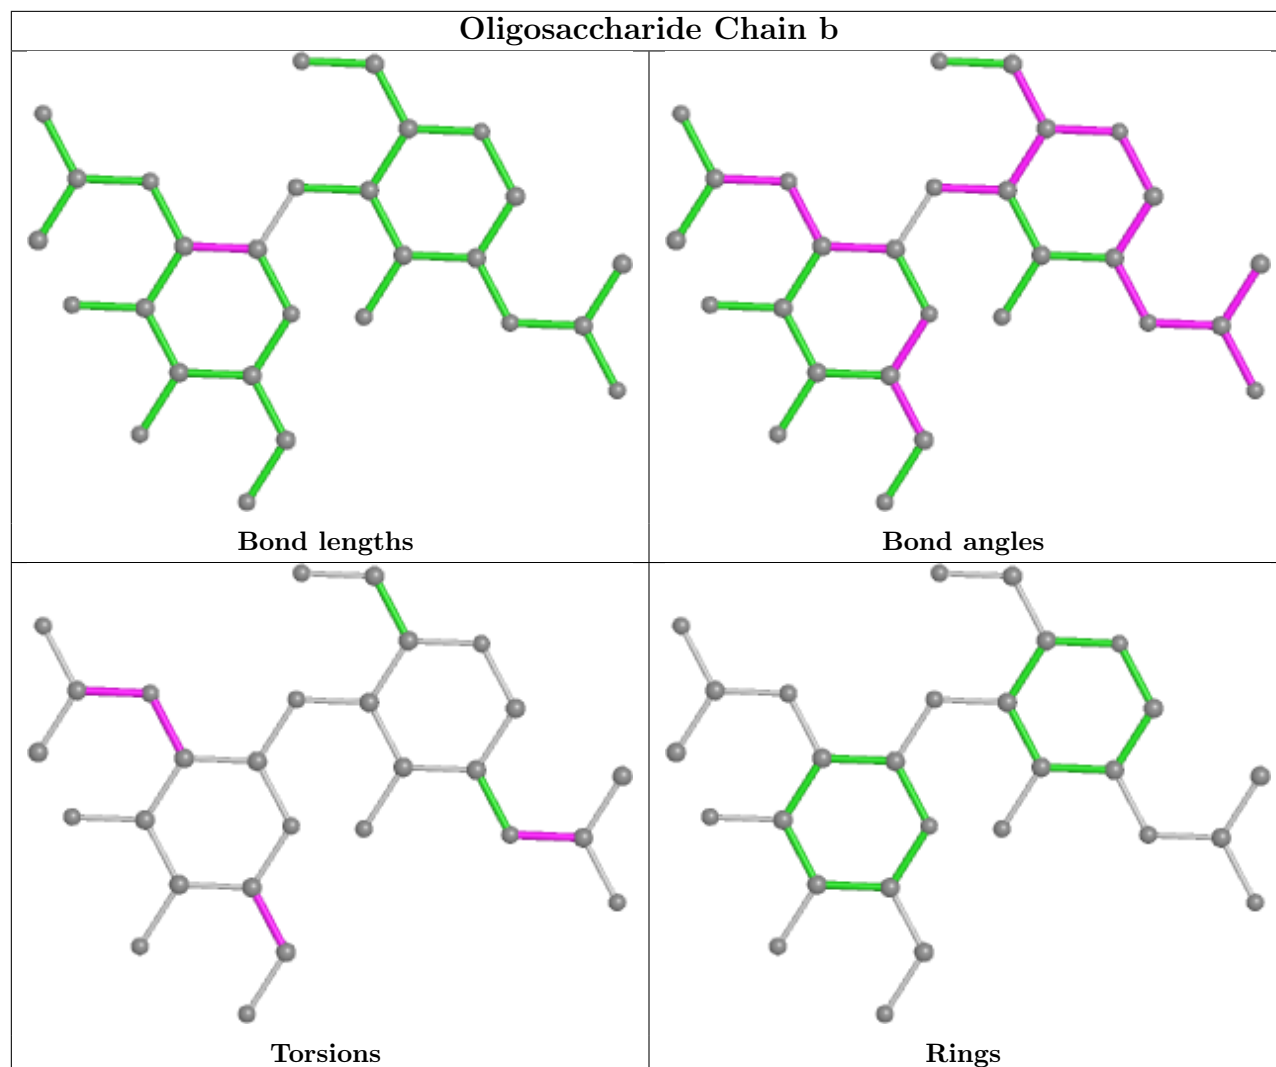 Oligosaccharide Chain b
Bond lengths
Bond angles
Torsions
Rings